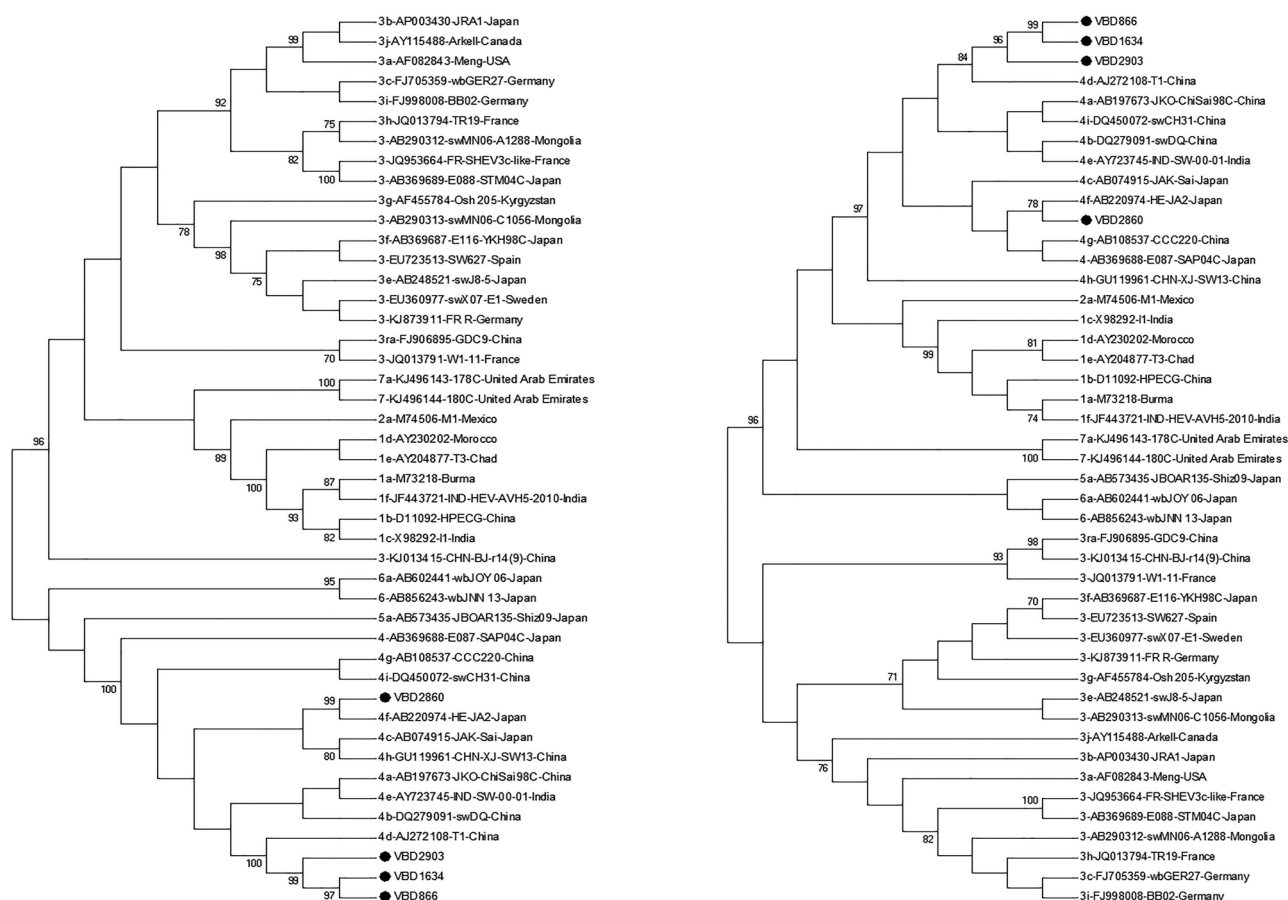 3b-AP003430-JRA1-Japan
3j-AY115488-Arkell-Canada
99
3a-AF082843-Meng-USA
3c-FJ705359-wbGER27-Germany
3i-FJ998008-BB02-Germany
92
3h-JQ013794-TR19-France
75
3-AB290312-swMN06-A1288-Mongolia
82
3-JQ953664-FR-SHEV3c-like-France
3-AB369689-E088-STM04C-Japan
100
3g-AF455784-Osh 205-Kyrgyzstan
3-AB290313-swMN06-C1056-Mongolia
78
3f-AB369687-E116-YKH98C-Japan
98
3-EU723513-SW627-Spain
3e-AB248521-swJ8-5-Japan
75
3-EU360977-swX07-E1-Sweden
3-KJ873911-FR R-Germany
3ra-FJ906895-GDC9-China
3-JQ013791-W1-11-France
70
7a-KJ496143-178C-United Arab Emirates
100
7-KJ496144-180C-United Arab Emirates
2a-M74506-M1-Mexico
1d-AY230202-Morocco
96
1e-AY204877-T3-Chad
89
1a-M73218-Burma
87
100
1f-JF443721-IND-HEV-AVH5-2010-India
1b-D11092-HPECG-China
93
1c-X98292-I1-India
82
3-KJ013415-CHN-BJ-r14(9)-China
6a-AB602441-wbJOY 06-Japan
95
6-AB856243-wbJNN 13-Japan
5a-AB573435-JBOAR135-Shiz09-Japan
4-AB369688-E087-SAP04C-Japan
4g-AB108537-CCC220-China
4i-DQ450072-swCH31-China
100
VBD2860
99
4f-AB220974-HE-JA2-Japan
4c-AB074915-JAK-Sai-Japan
4h-GU119961-CHN-XJ-SW13-China
80
4a-AB197673-JKO-ChiSai98C-China
4e-AY723745-IND-SW-00-01-India
4b-DQ279091-swDQ-China
4d-AJ272108-T1-China
VBD2903
100
VBD1634
99
VBD866
97
VBD866
99
VBD1634
96
VBD2903
84
4d-AJ272108-T1-China
4a-AB197673-JKO-ChiSai98C-China
4i-DQ450072-swCH31-China
4b-DQ279091-swDQ-China
4e-AY723745-IND-SW-00-01-India
4c-AB074915-JAK-Sai-Japan
4f-AB220974-HE-JA2-Japan
78
97
VBD2860
4g-AB108537-CCC220-China
4-AB369688-E087-SAP04C-Japan
4h-GU119961-CHN-XJ-SW13-China
2a-M74506-M1-Mexico
1c-X98292-I1-India
1d-AY230202-Morocco
81
99
1e-AY204877-T3-Chad
1b-D11092-HPECG-China
1a-M73218-Burma
1f-JF443721-IND-HEV-AVH5-2010-India
74
96
7a-KJ496143-178C-United Arab Emirates
7-KJ496144-180C-United Arab Emirates
100
5a-AB573435-JBOAR135-Shiz09-Japan
6a-AB602441-wbJOY 06-Japan
6-AB856243-wbJNN 13-Japan
3ra-FJ906895-GDC9-China
98
3-KJ013415-CHN-BJ-r14(9)-China
93
3-JQ013791-W1-11-France
3f-AB369687-E116-YKH98C-Japan
70
3-EU723513-SW627-Spain
3-EU360977-swX07-E1-Sweden
3-KJ873911-FR R-Germany
3g-AF455784-Osh 205-Kyrgyzstan
71
3e-AB248521-swJ8-5-Japan
3-AB290313-swMN06-C1056-Mongolia
3j-AY115488-Arkell-Canada
3b-AP003430-JRA1-Japan
76
3a-AF082843-Meng-USA
3-JQ953664-FR-SHEV3c-like-France
100
3-AB369689-E088-STM04C-Japan
3-AB290312-swMN06-A1288-Mongolia
82
3h-JQ013794-TR19-France
3c-FJ705359-wbGER27-Germany
3i-FJ998008-BB02-Germany